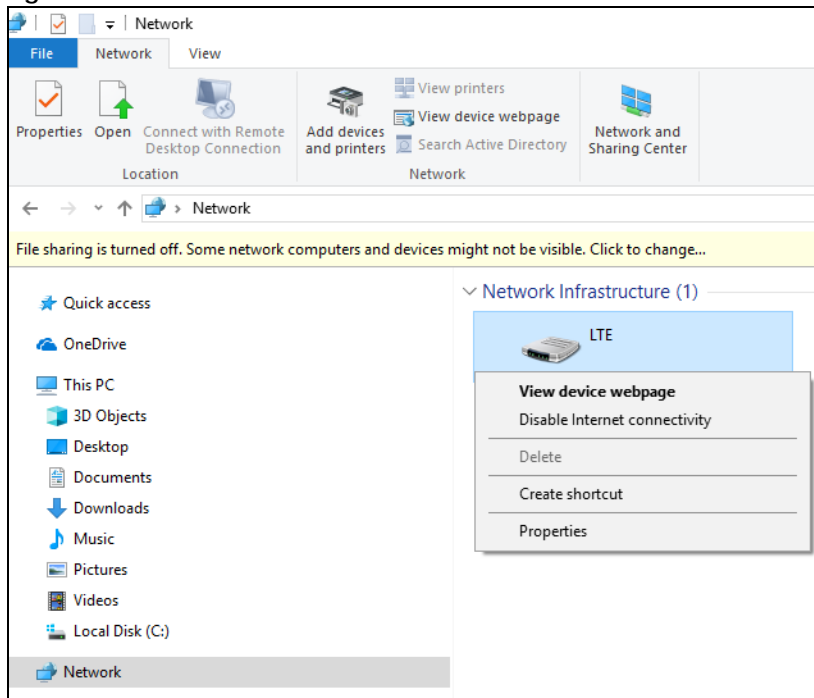 Network
File Network View
Properties Open Connect with Remote Desktop Connection
Add devices and printers
View printers
View device webpage
Search Active Directory
Network and Sharing Center
Location Network
Network
File sharing is turned off. Some network computers and devices might not be visible. Click to change...
Quick access
OneDrive
This PC
3D Objects
Desktop
Documents
Downloads
Music
Pictures
Videos
Local Disk (C:)
Network
Network Infrastructure (1)
LTE
View device webpage
Disable Internet connectivity
Delete
Create shortcut
Properties